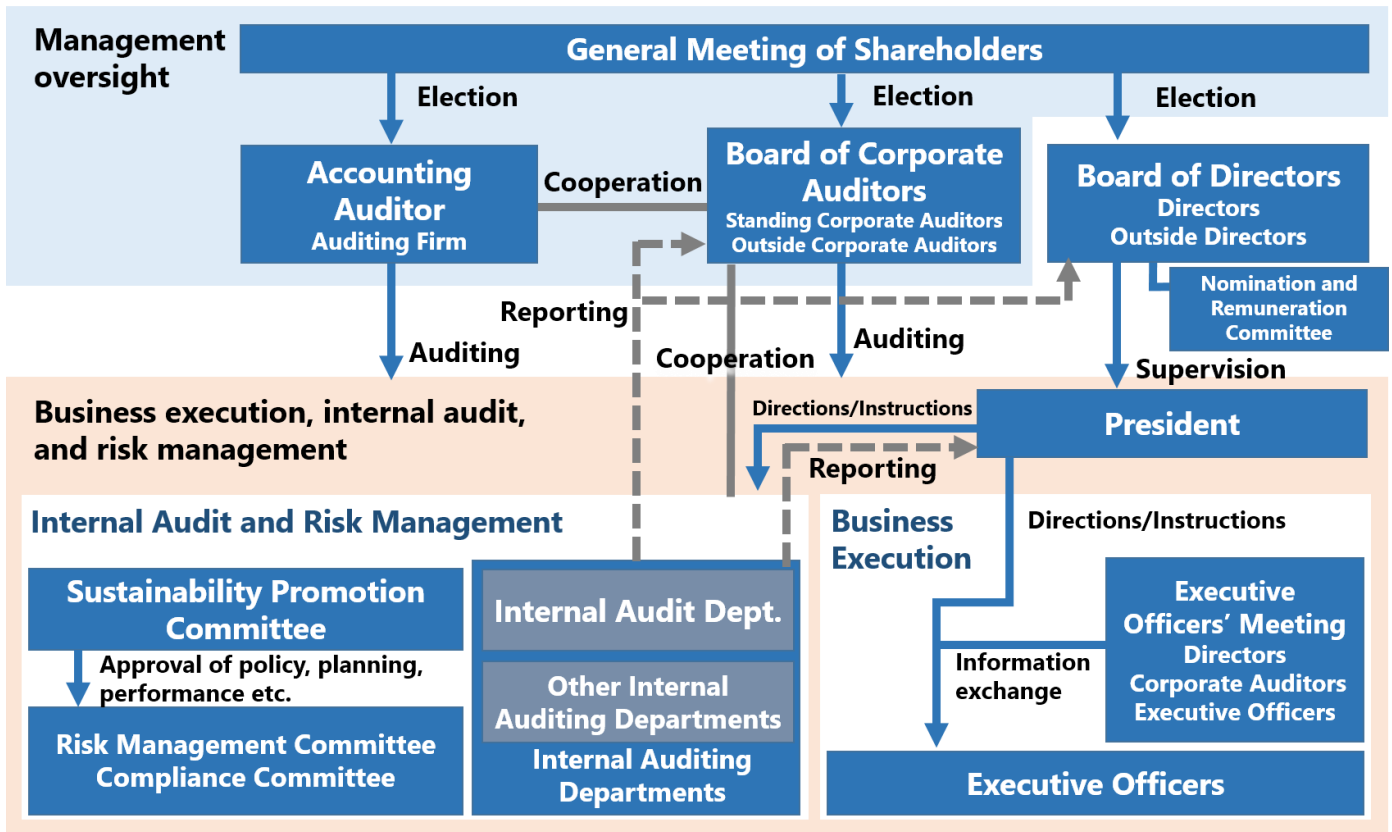 Management
oversight
General Meeting of Shareholders
Election
Election
Election
Accounting
Auditor
Auditing Firm
Cooperation
Board of Corporate
Auditors
Standing Corporate Auditors
Outside Corporate Auditors
Board of Directors
Directors
Outside Directors
Nomination and
Remuneration
Committee
Reporting
Auditing
Cooperation
Auditing
Supervision
Business execution, internal audit,
and risk management
Directions/Instructions
President
Reporting
Internal Audit and Risk Management
Sustainability Promotion
Committee
Approval of policy, planning,
performance etc.
Risk Management Committee
Compliance Committee
Internal Audit Dept.
Other Internal
Auditing Departments
Internal Auditing
Departments
Business
Execution
Directions/Instructions
Executive
Officers’ Meeting
Directors
Corporate Auditors
Executive Officers
Information
exchange
Executive Officers